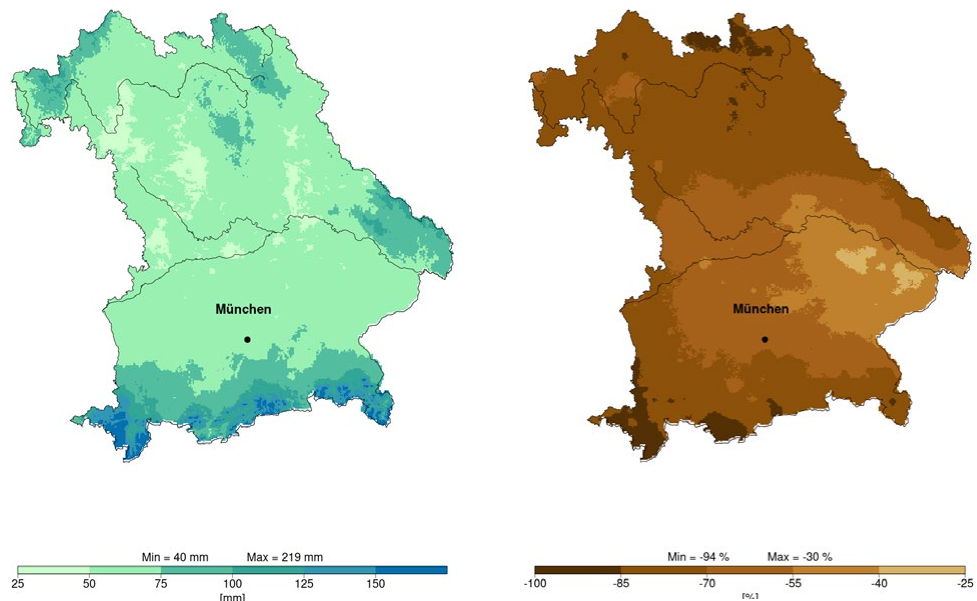 München
München
Min = 40 mm Max = 219 mm
25 50 75 100 125 150
[mm]
Min = -94 % Max = -30 %
-100 -85 -70 -55 -40 -25
[%]